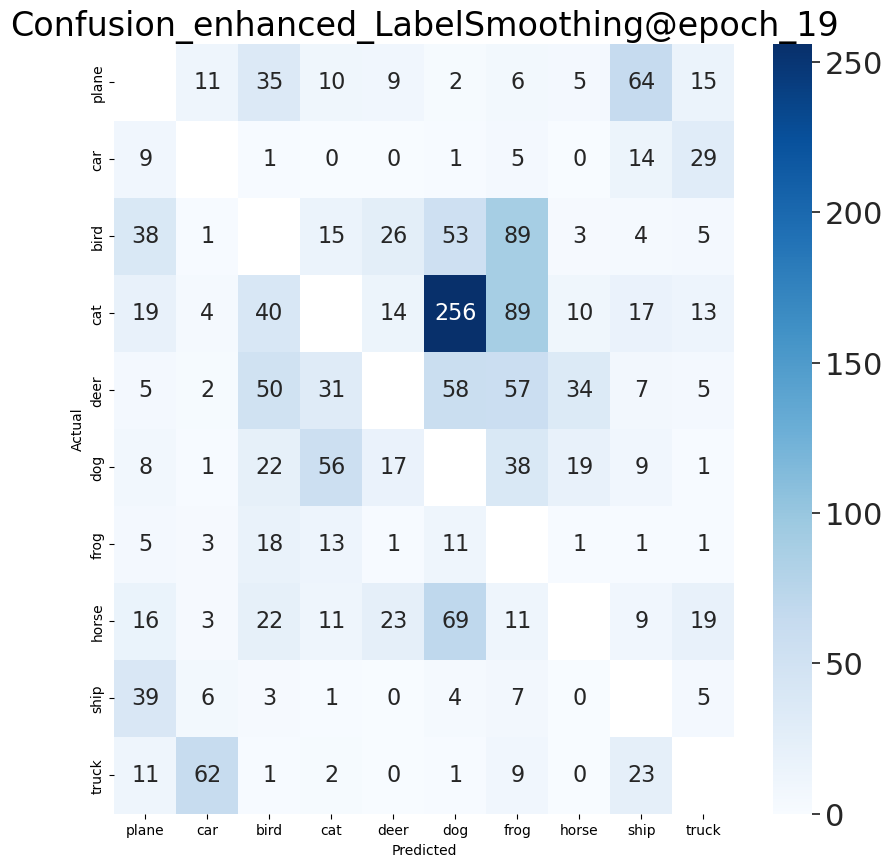 Confusion_enhanced_LabelSmoothing@epoch_19
plane 11 35 10 9 2 6 5 64 15
car 9 1 0 0 1 5 0 14 29
bird 38 1 15 26 53 89 3 4 5
cat 19 4 40 14 256 89 10 17 13
deer 5 2 50 31 58 57 34 7 5
dog 8 1 22 56 17 38 19 9 1
frog 5 3 18 13 1 11 1 1 1
horse 16 3 22 11 23 69 11 9 19
ship 39 6 3 1 0 4 7 0 5
truck 11 62 1 2 0 1 9 0 23
plane car bird cat deer dog frog horse ship truck
Predicted
Actual
250
200
150
100
50
0